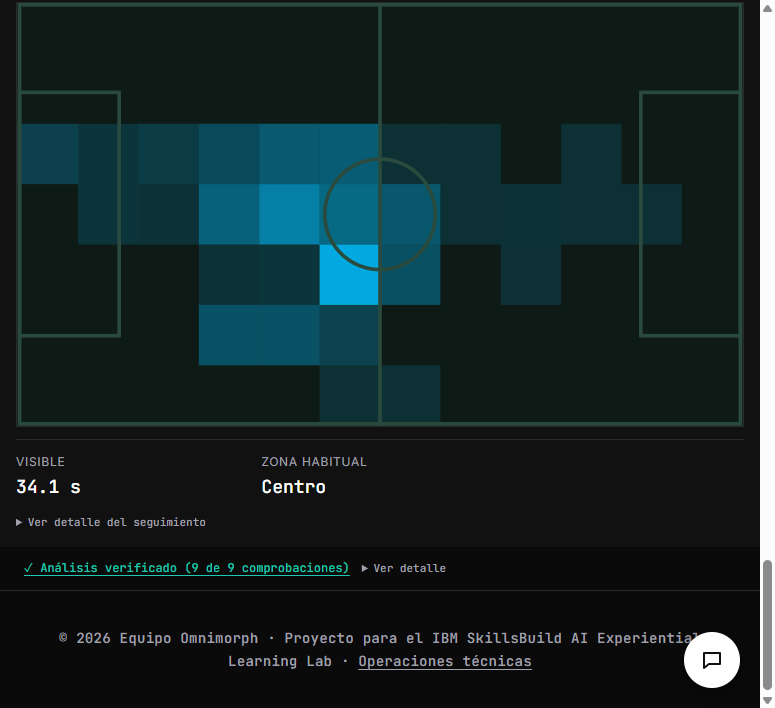 VISIBLE
ZONA HABITUAL
34.1 s
Centro
▶ Ver detalle del seguimiento
✓ Análisis verificado (9 de 9 comprobaciones)
▶ Ver detalle
© 2026 Equipo Omnimorph · Proyecto para el IBM SkillsBuild AI Experiential
Learning Lab · Operaciones técnicas